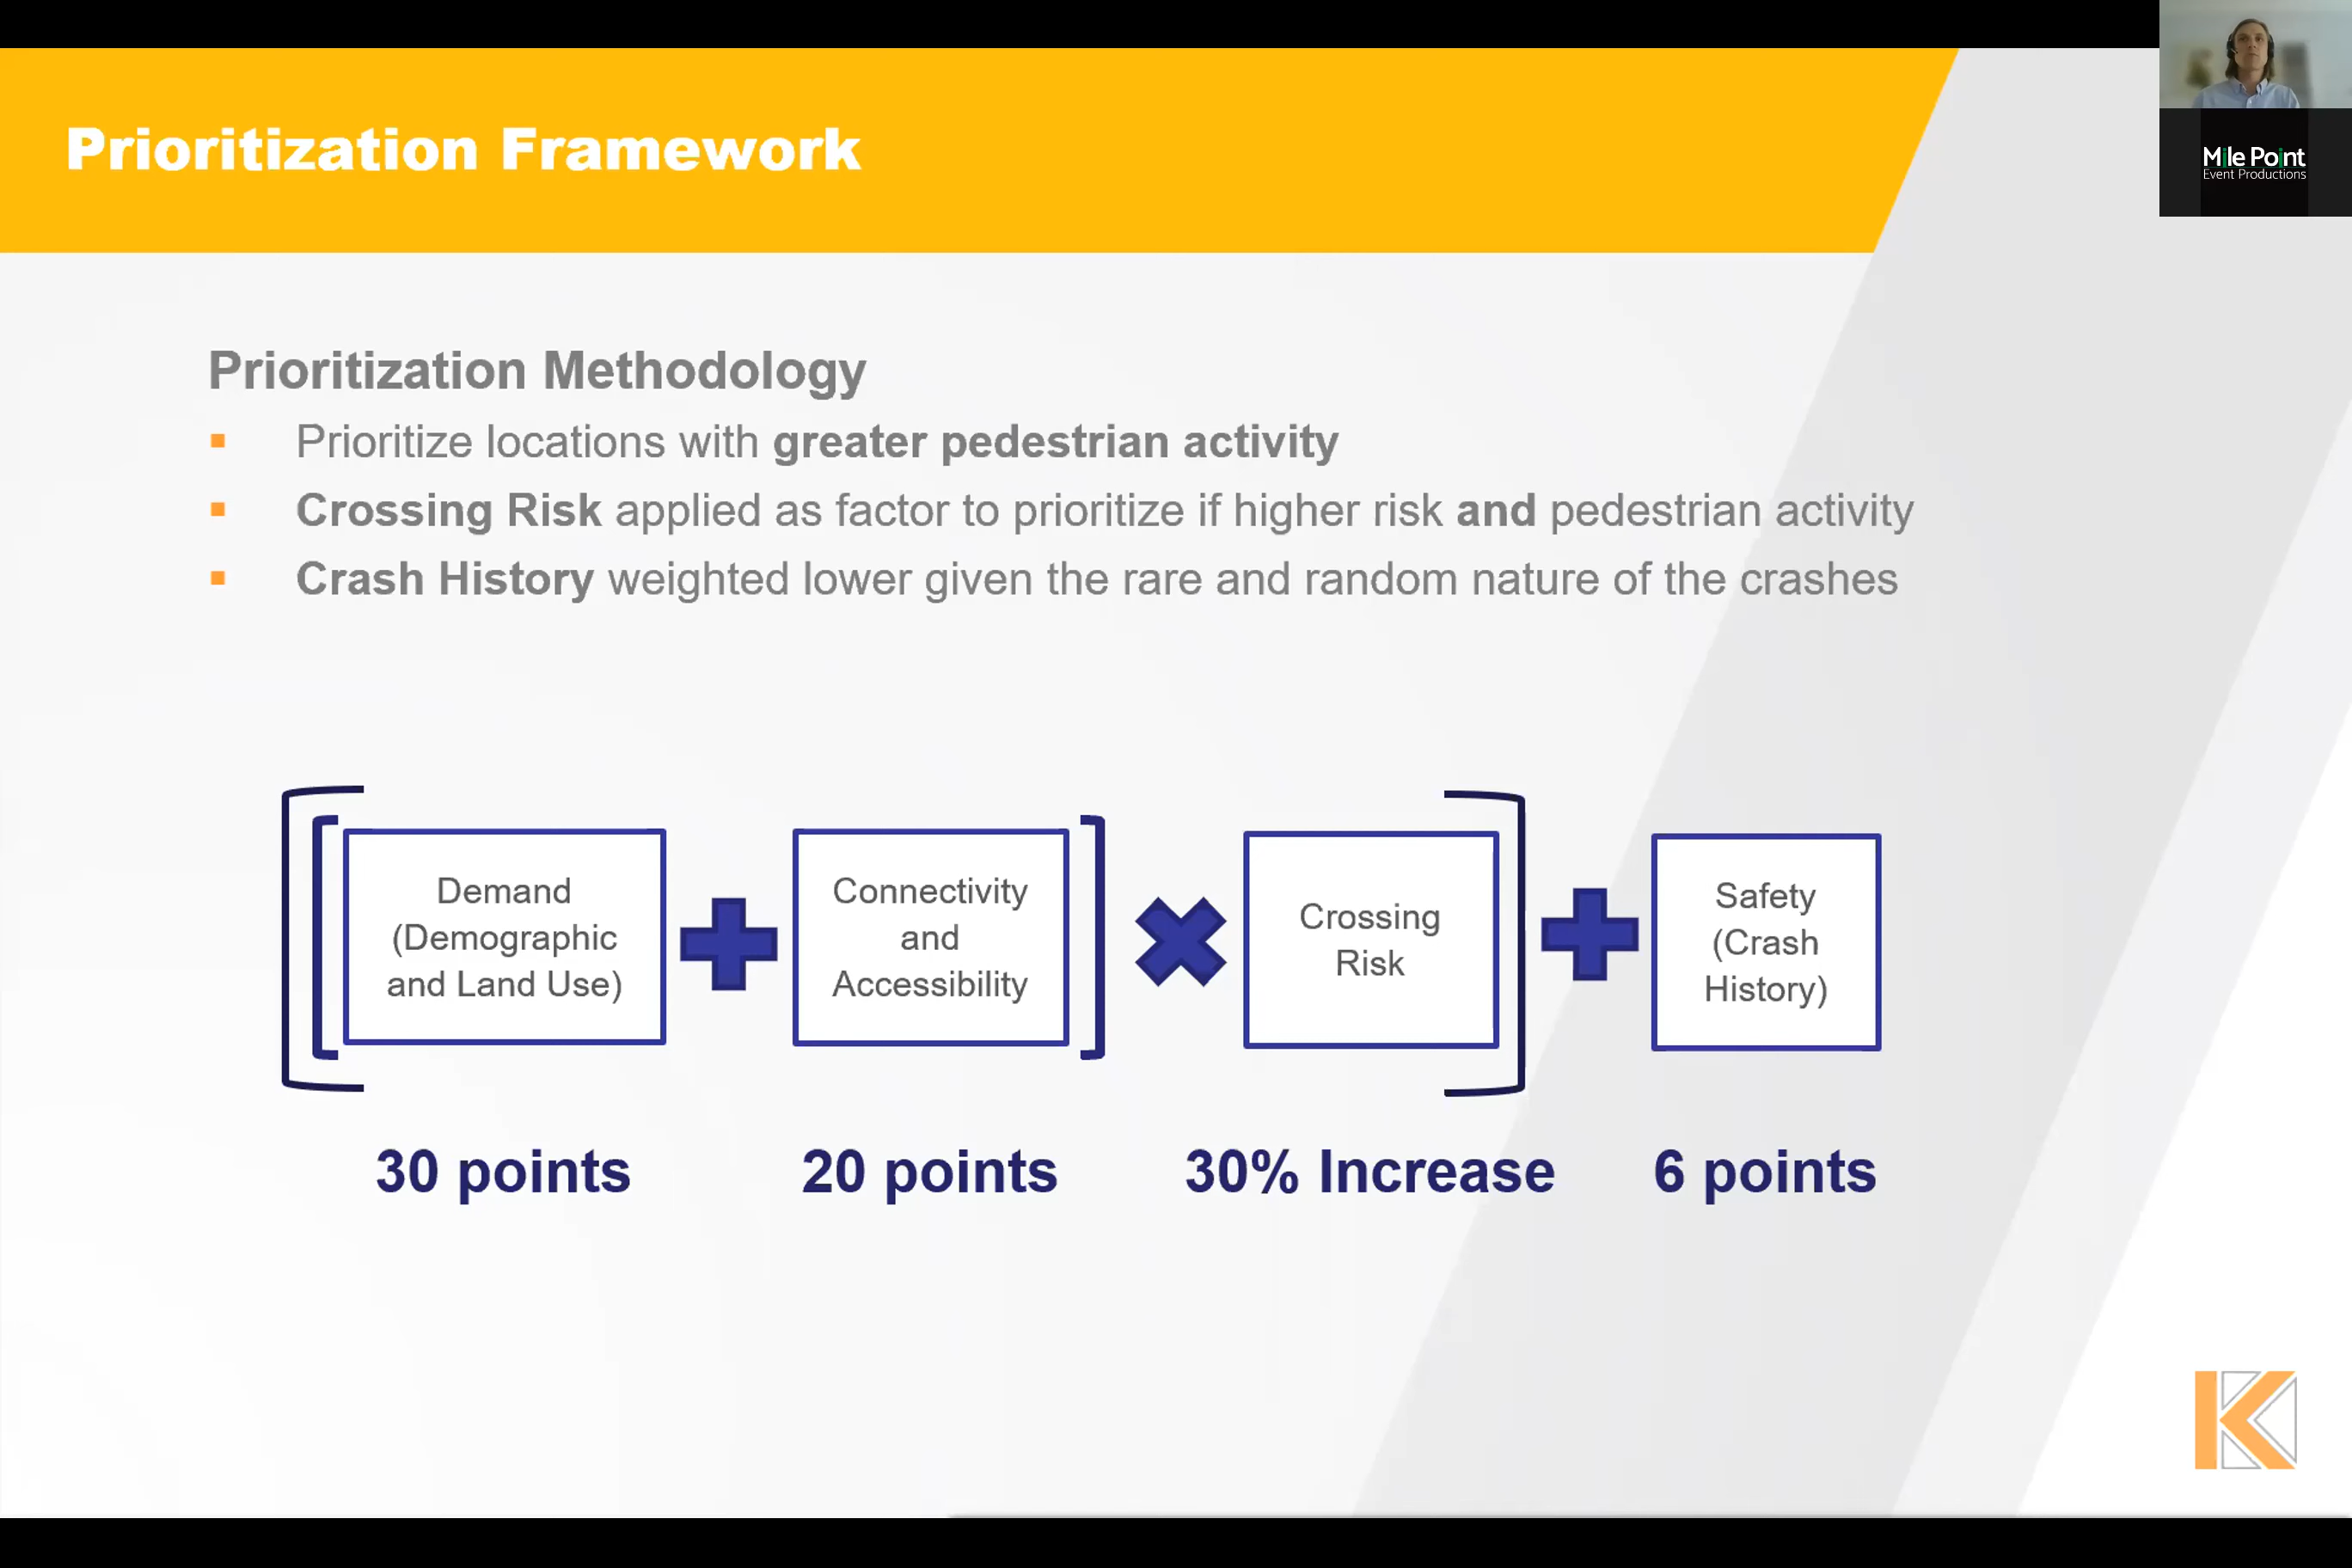 Prioritization Framework
Mile Point
Event Productions
Prioritization Methodology
Prioritize locations with greater pedestrian activity
Crossing Risk applied as factor to prioritize if higher risk and pedestrian activity
Crash History weighted lower given the rare and random nature of the crashes
Demand
(Demographic
and Land Use)
Connectivity
and
Accessibility
Crossing
Risk
Safety
(Crash
History)
30 points
20 points
30% Increase
6 points